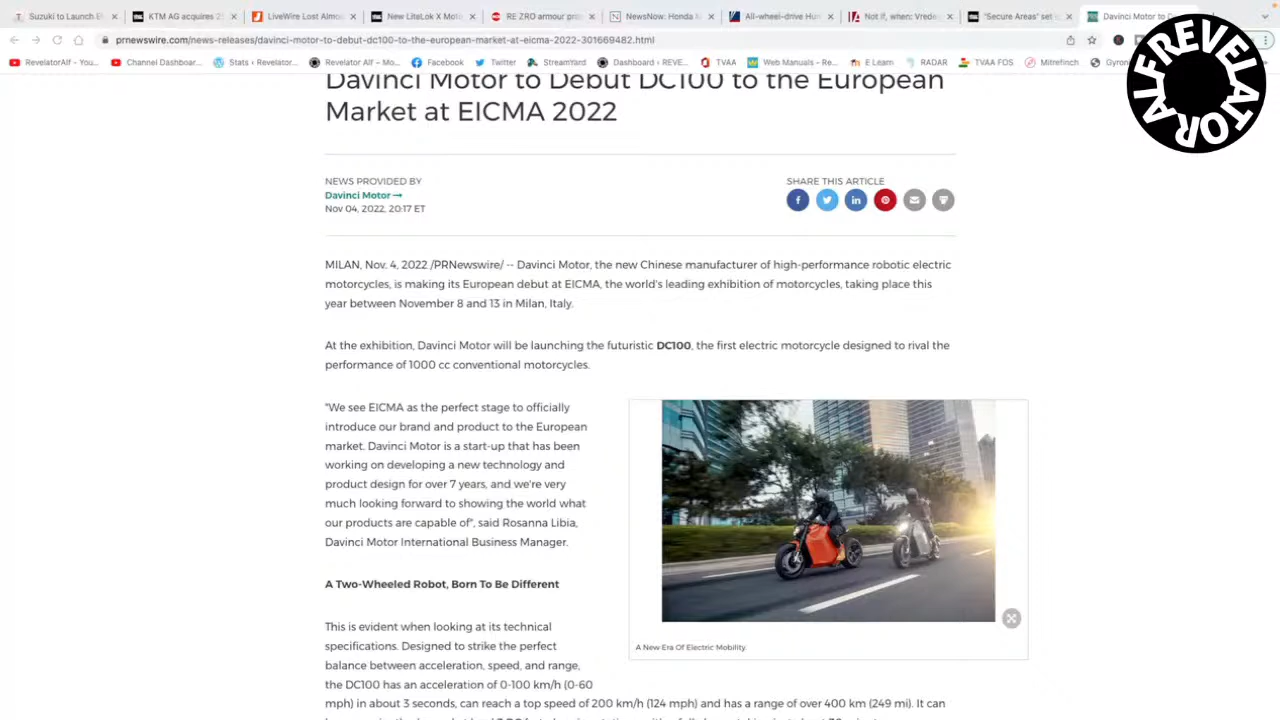 Suzuki to Launch E
KTM AG acquires 2
LiveWire Lost Almo
New LiteLok X Moto
RE ZRO armour pro
NewsNow: Honda
All-wheel-drive Hun
Not if, when: Vrede
"Secure Areas" set
Davinci Motor to D
prnewswire.com/news-releases/davinci-motor-to-debut-dc100-to-the-european-market-at-eicma-2022-301669482.html
RevelatorAlf - You...
Channel Dashboar...
Stats ‹ Revelator...
Revelator Alf – Mo...
Facebook
Twitter
StreamYard
Dashboard ‹ REVE...
TVAA
Web Manuals – Re...
E Learn
RADAR
TVAA FOS
Mitrefinch
Gyron
ALFREVELATOR
Davinci Motor to Debut DC100 to the European
Market at EICMA 2022
NEWS PROVIDED BY
SHARE THIS ARTICLE
Davinci Motor →
Nov 04, 2022, 20:17 ET
MILAN, Nov. 4, 2022 /PRNewswire/ -- Davinci Motor, the new Chinese manufacturer of high-performance robotic electric
motorcycles, is making its European debut at EICMA, the world's leading exhibition of motorcycles, taking place this
year between November 8 and 13 in Milan, Italy.
At the exhibition, Davinci Motor will be launching the futuristic DC100, the first electric motorcycle designed to rival the
performance of 1000 cc conventional motorcycles.
"We see EICMA as the perfect stage to officially
introduce our brand and product to the European
market. Davinci Motor is a start-up that has been
working on developing a new technology and
product design for over 7 years, and we're very
much looking forward to showing the world what
our products are capable of", said Rosanna Libia,
Davinci Motor International Business Manager.
A New Era Of Electric Mobility.
A Two-Wheeled Robot, Born To Be Different
This is evident when looking at its technical
specifications. Designed to strike the perfect
balance between acceleration, speed, and range,
the DC100 has an acceleration of 0-100 km/h (0-60
mph) in about 3 seconds, can reach a top speed of 200 km/h (124 mph) and has a range of over 400 km (249 mi). It can